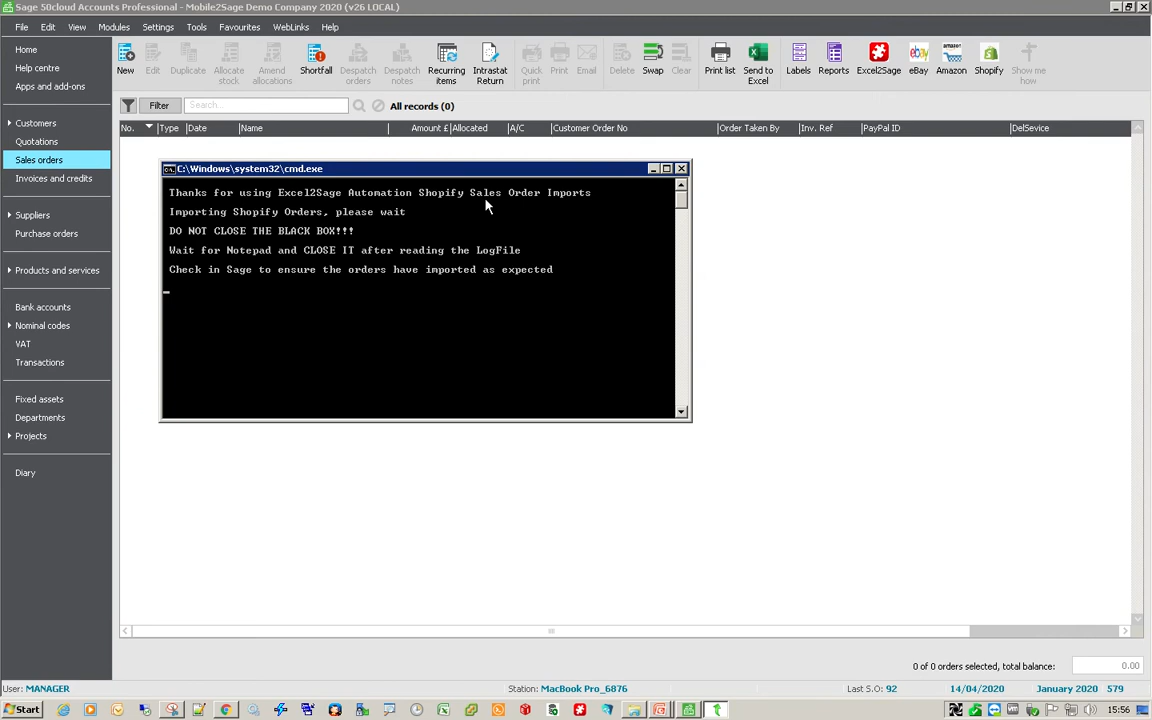 Sage 50cloud Accounts Professional - Mobile2Sage Demo Company 2020 (v26 LOCAL)
File Edit View Modules Settings Tools Favourites WebLinks Help
New Edit Duplicate Allocate stock Amend allocations Shortfall Despatch orders Despatch notes Recurring items Intrastat Return Quick print Print Email Delete Swap Clear Print list Send to Excel Labels Reports Excel2Sage eBay Amazon Shopify Show me how
Filter Search... All records (0)
No. Type Date Name Amount £ Allocated A/C Customer Order No Order Taken By Inv. Ref PayPal ID DelSevice
Home
Help centre
Apps and add-ons
Customers
Quotations
Sales orders
Invoices and credits
Suppliers
Purchase orders
Products and services
Bank accounts
Nominal codes
VAT
Transactions
Fixed assets
Departments
Projects
Diary
C:\Windows\system32\cmd.exe
Thanks for using Excel2Sage Automation Shopify Sales Order Imports
Importing Shopify Orders, please wait
DO NOT CLOSE THE BLACK BOX!!!
Wait for Notepad and CLOSE IT after reading the LogFile
Check in Sage to ensure the orders have imported as expected
0 of 0 orders selected, total balance: 0.00
User: MANAGER Station: MacBook Pro_6876 Last S.O: 92 14/04/2020 January 2020 579
Start 15:56